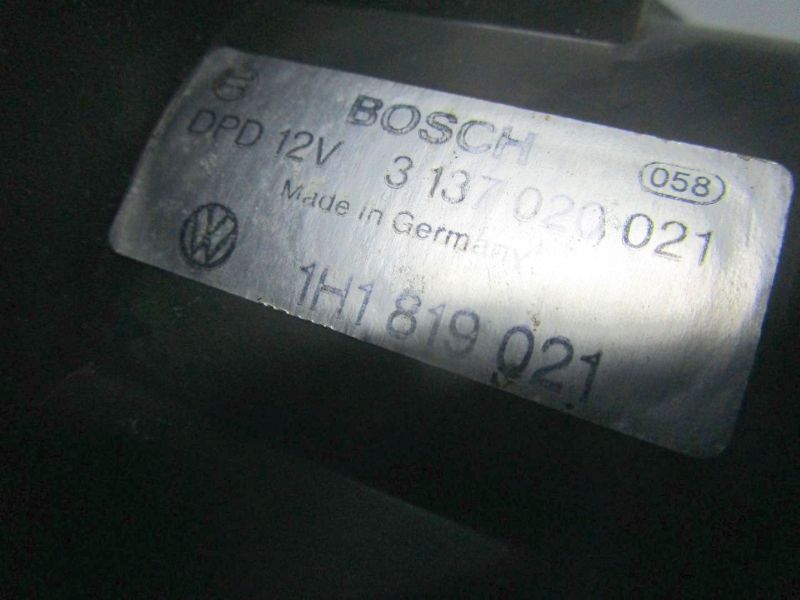 BOSCH
DPD 12V 3 137 020 021
058
Made in Germany
1H1 819 021